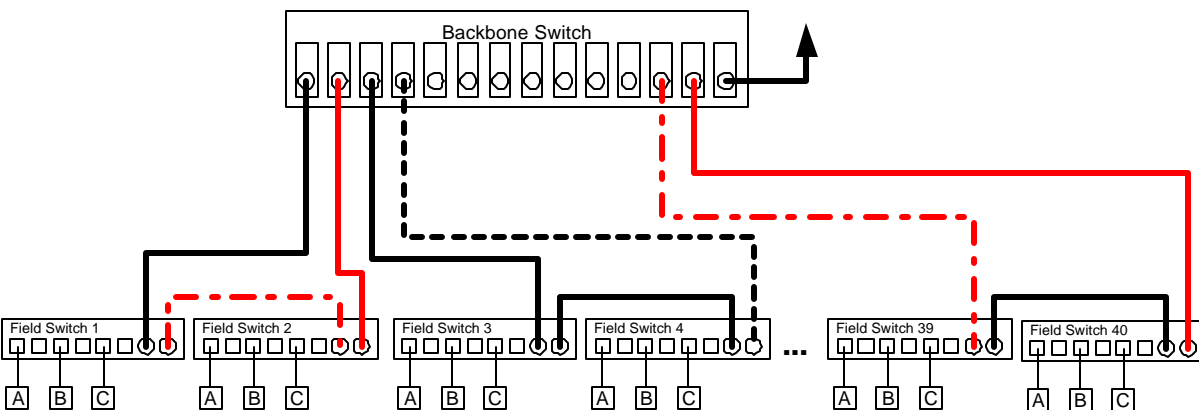 Backbone Switch
Field Switch 1
Field Switch 2
Field Switch 3
Field Switch 4
...
Field Switch 39
Field Switch 40
A B C
A B C
A B C
A B C
A B C
A B C